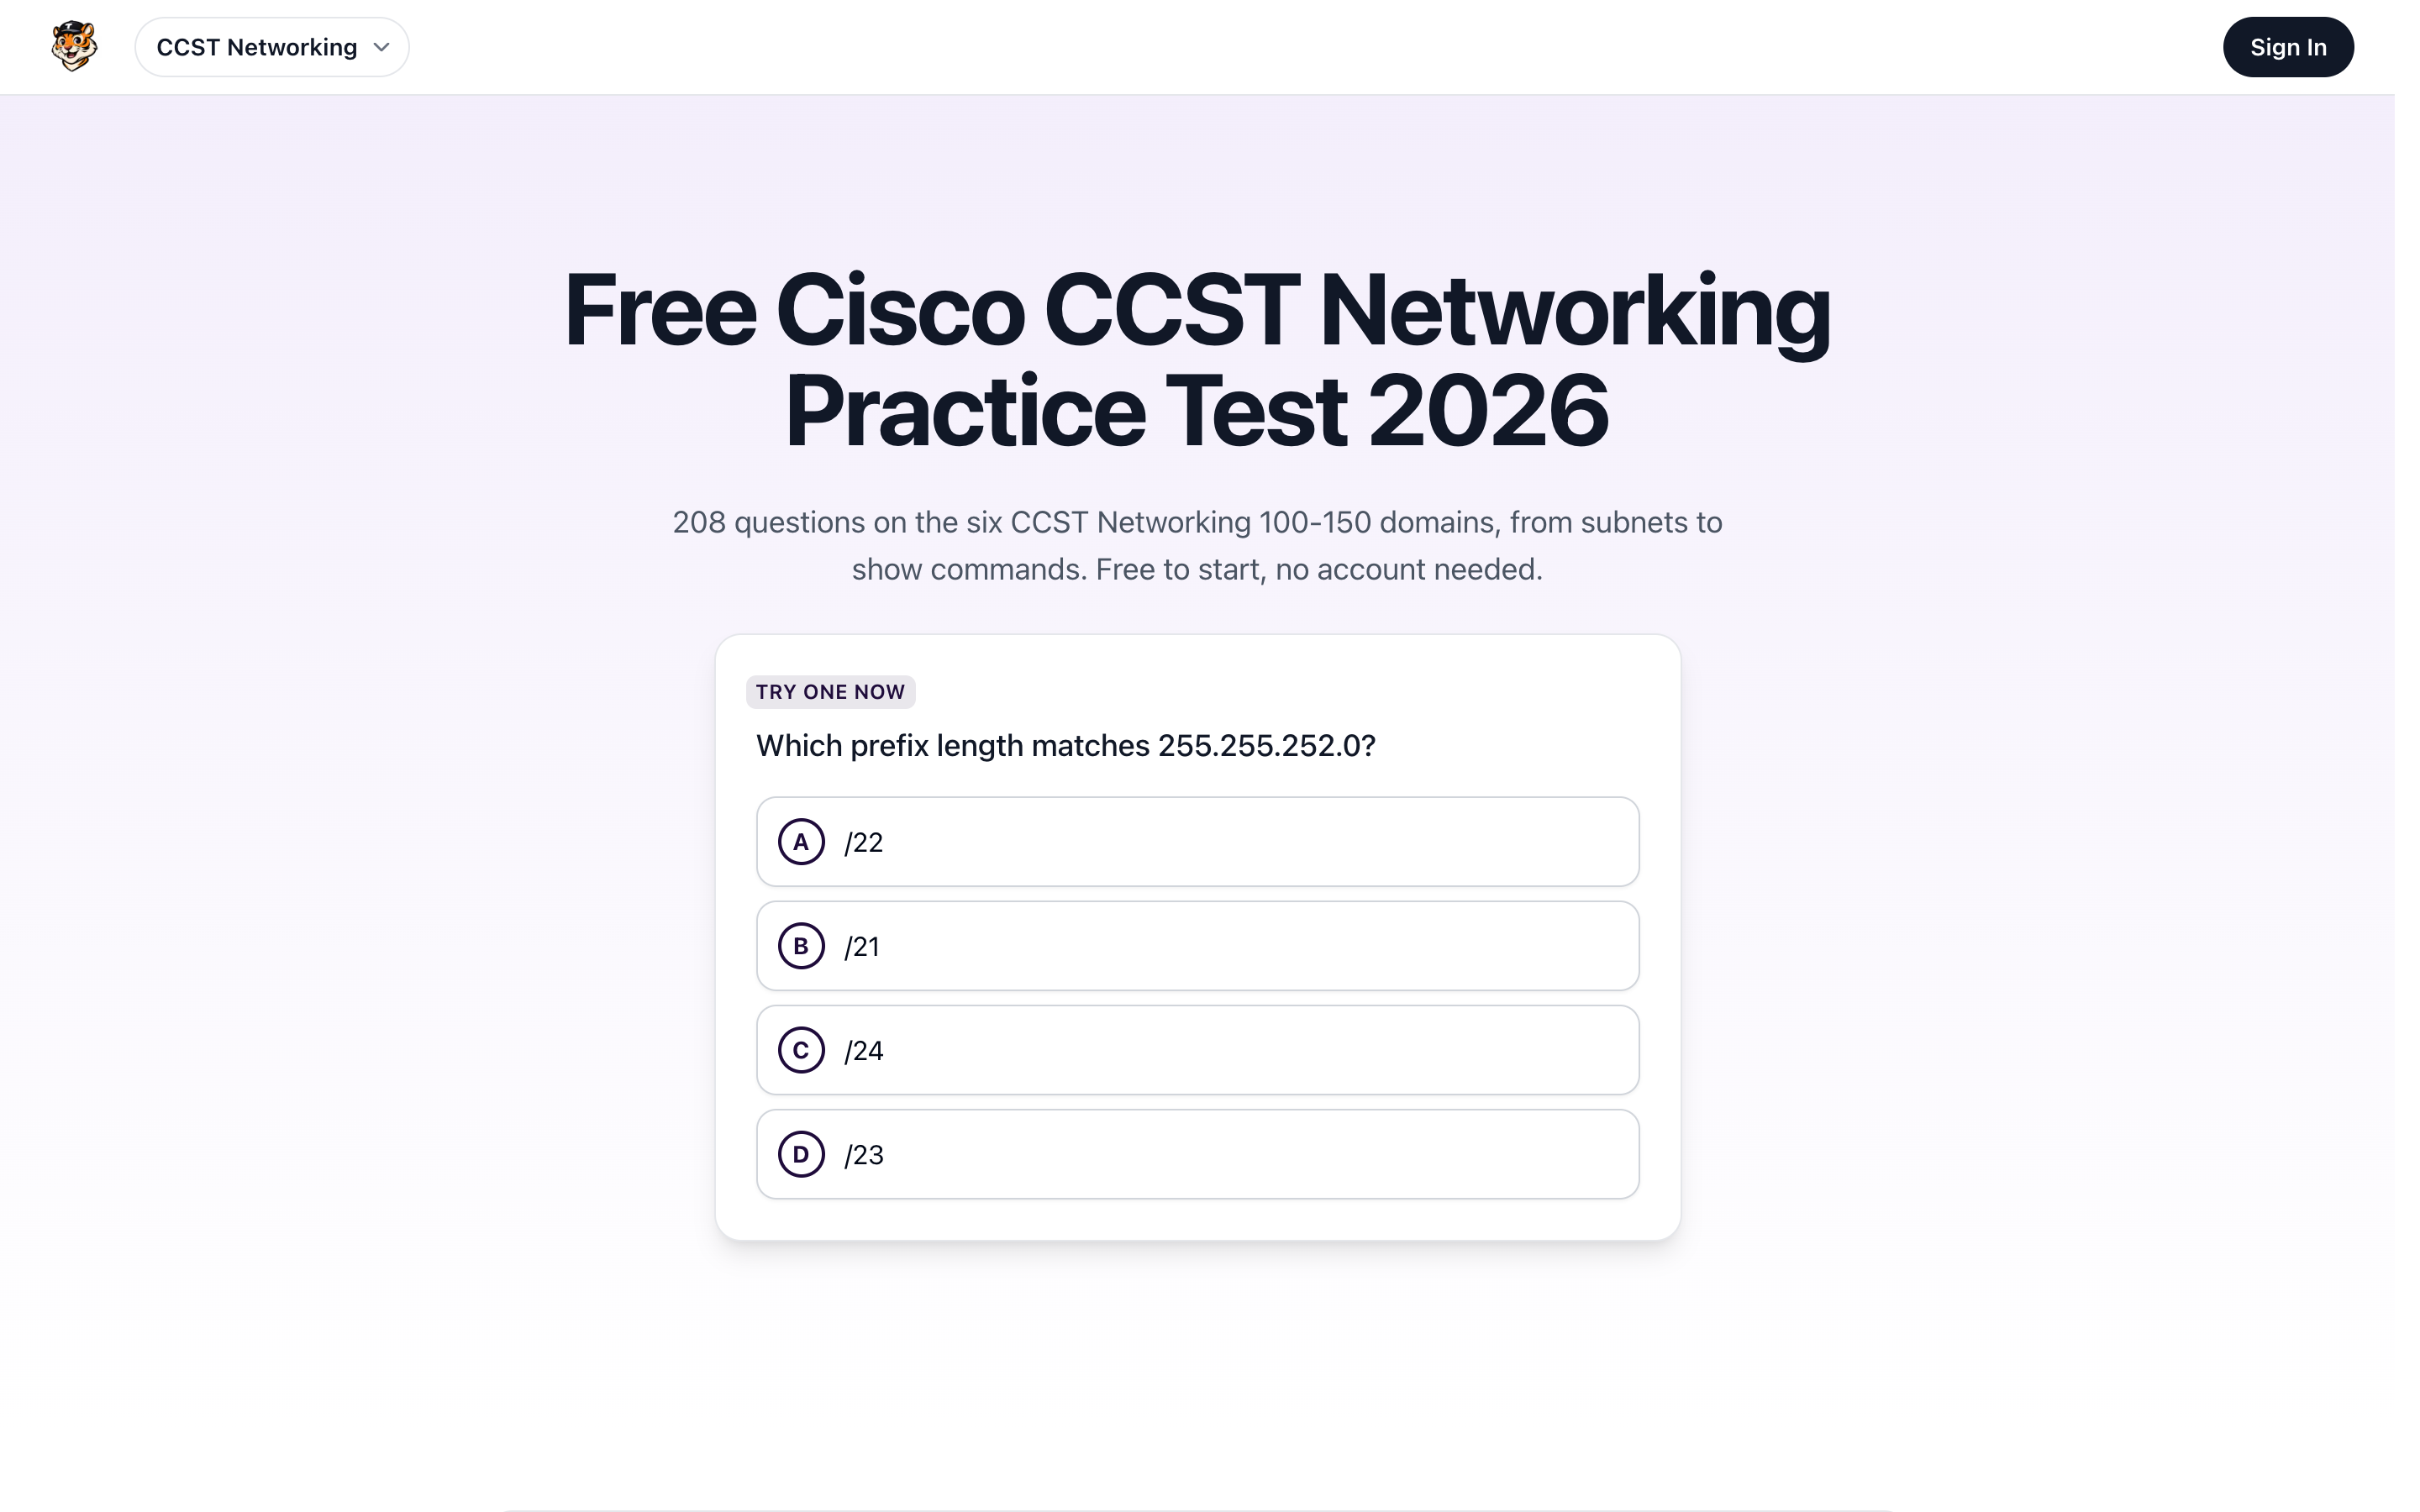 CCST Networking
Sign In
Free Cisco CCST Networking
Practice Test 2026
208 questions on the six CCST Networking 100-150 domains, from subnets to
show commands. Free to start, no account needed.
TRY ONE NOW
Which prefix length matches 255.255.252.0?
A /22
B /21
C /24
D /23